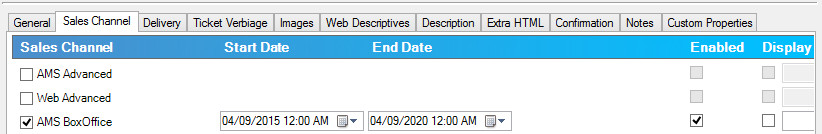 General Sales Channel Delivery Ticket Verbiage Images Web Descriptives Description Extra HTML Confirmation Notes Custom Properties
Sales Channel Start Date End Date Enabled Display
AMS Advanced
Web Advanced
AMS BoxOffice 04/09/2015 12:00 AM 04/09/2020 12:00 AM